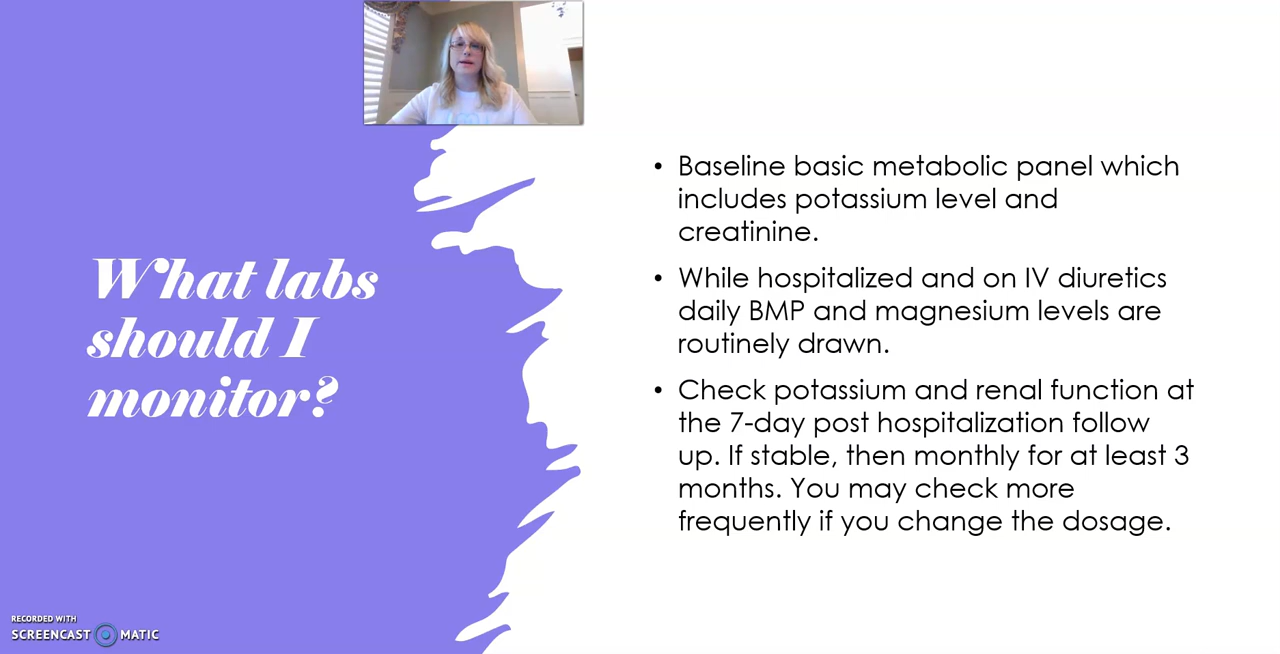 What labs
should I
monitor?
• Baseline basic metabolic panel which
includes potassium level and
creatinine.
• While hospitalized and on IV diuretics
daily BMP and magnesium levels are
routinely drawn.
• Check potassium and renal function at
the 7-day post hospitalization follow
up. If stable, then monthly for at least 3
months. You may check more
frequently if you change the dosage.
RECORDED WITH
SCREENCAST MATIC